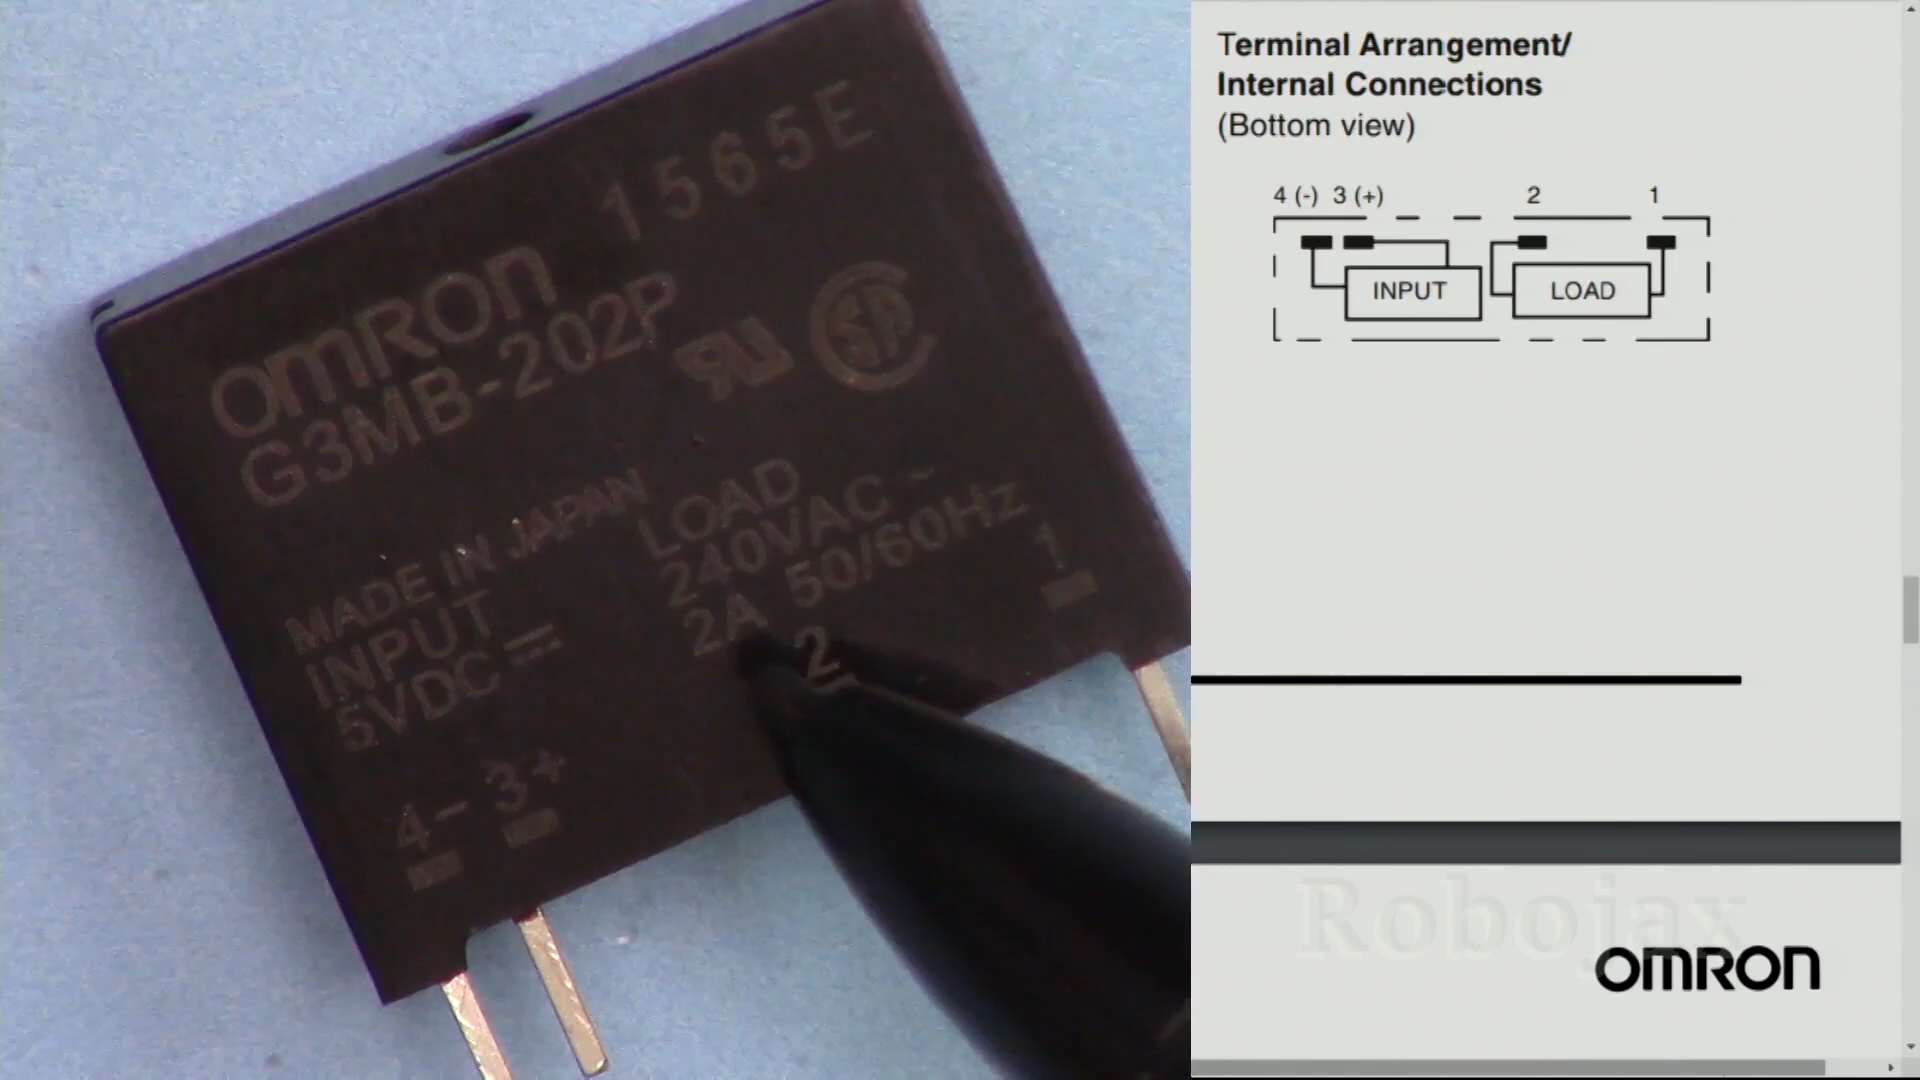 1565E
omron
G3MB-202P
MADE IN JAPAN
INPUT
5VDC
LOAD
240VAC ~
2A 50/60Hz
4- 3+
2
1
Terminal Arrangement/
Internal Connections
(Bottom view)
4 (-) 3 (+) 2 1
INPUT LOAD
Robojax
OMRON